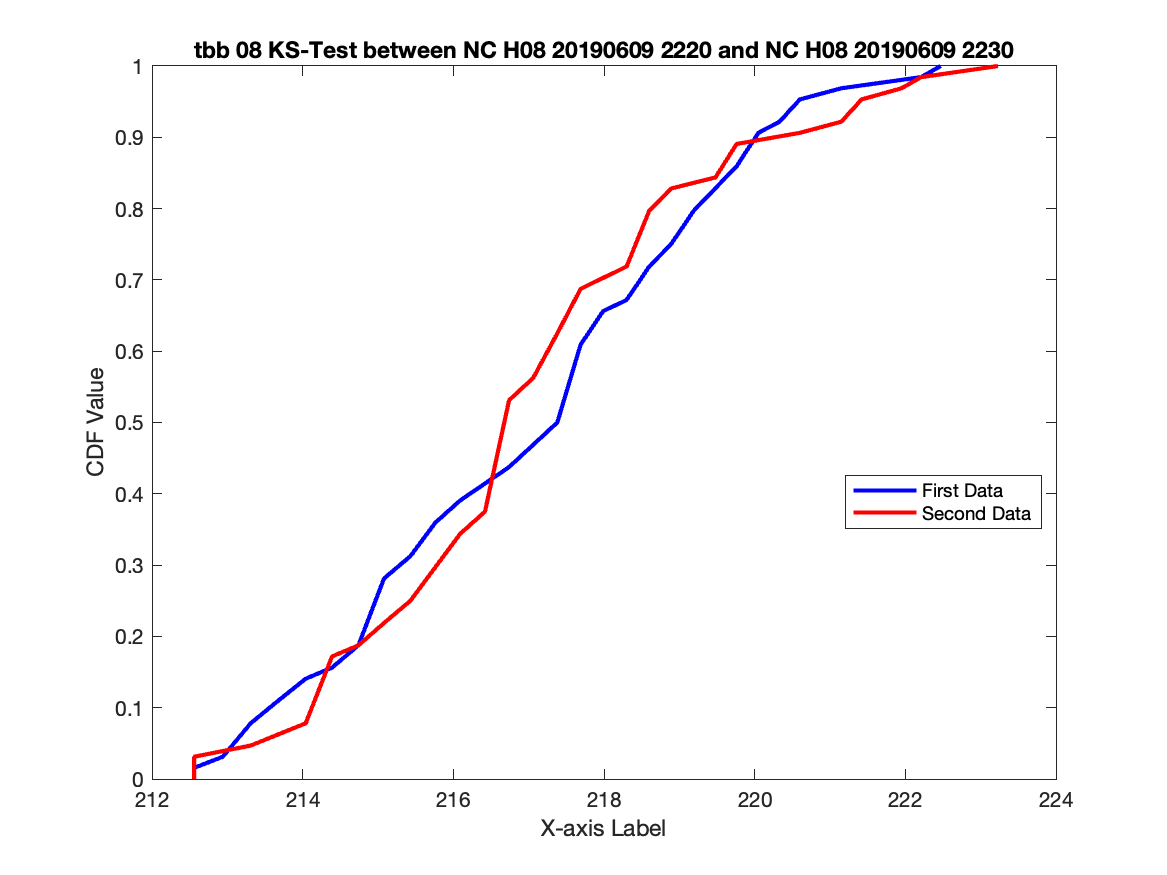 tbb 08 KS-Test between NC H08 20190609 2220 and NC H08 20190609 2230
1
0.9
0.8
0.7
0.6
0.5
0.4
0.3
0.2
0.1
0
CDF Value
First Data
Second Data
212 214 216 218 220 222 224
X-axis Label